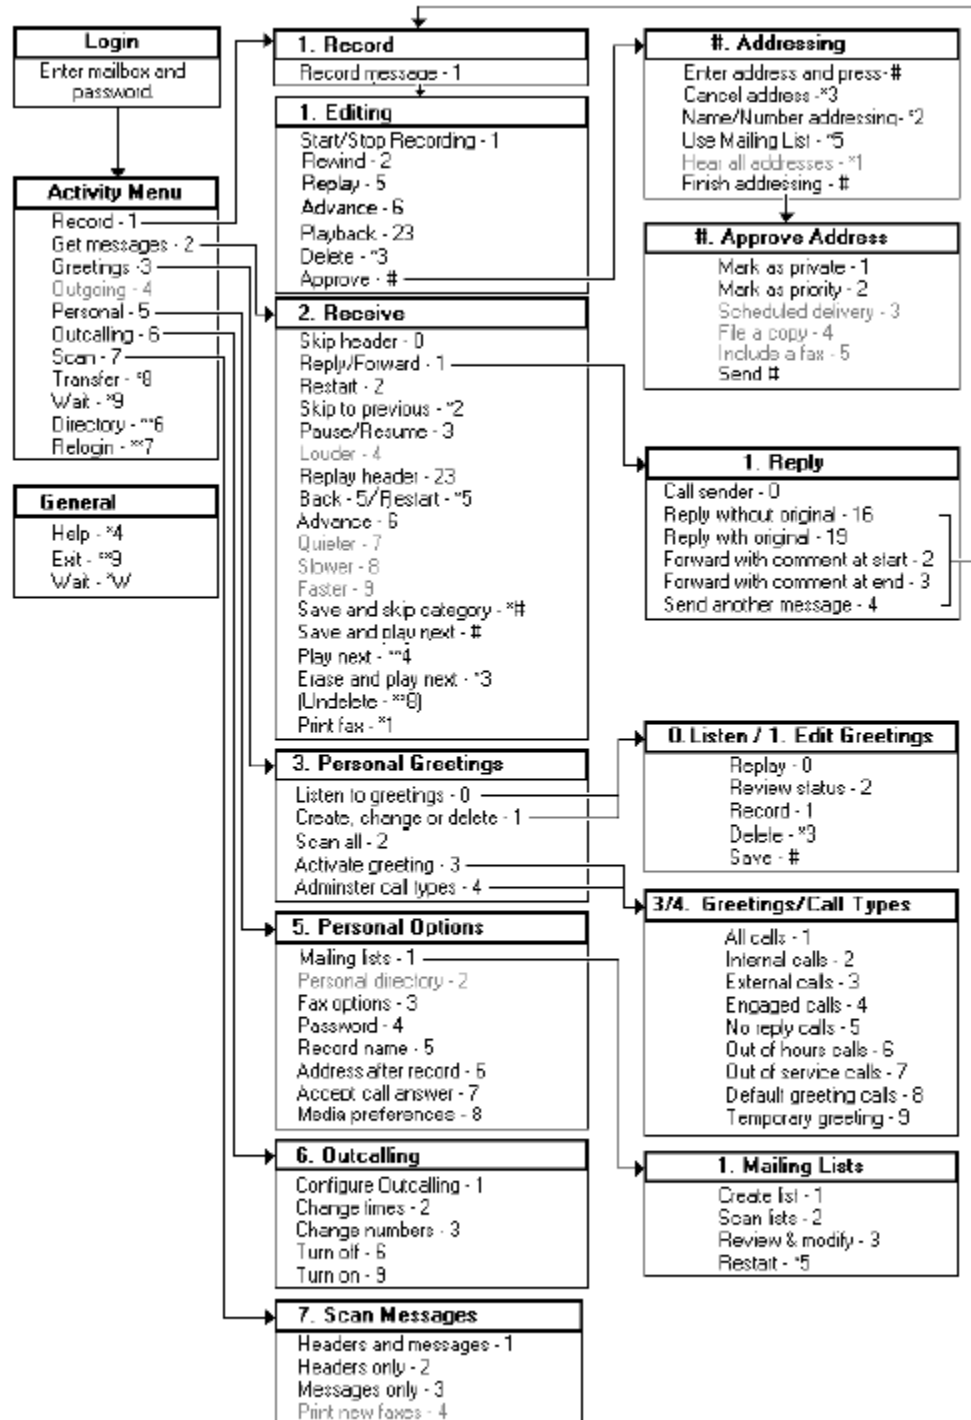 Login
Enter mailbox and
password.
Activity Menu
Record - 1
Get messages - 2
Greetings -3
Outgoing - 4
Personal - 5
Outcalling - 6
Scan - 7
Transfer - *8
Wait - *9
Directory - **6
Relogin - **7
General
Help - *4
Exit - **9
Wait - *W
1. Record
Record message - 1
1. Editing
Start/Stop Recording - 1
Rewind - 2
Replay - 5
Advance - 6
Playback - 23
Delete - *3
Approve - #
2. Receive
Skip header - 0
Reply/Forward - 1
Restart - 2
Skip to previous - *2
Pause/Resume - 3
Louder - 4
Replay header - 23
Back - 5/Restart - *5
Advance - 6
Quieter - 7
Slower - 8
Faster - 9
Save and skip category - *#
Save and play next - #
Play next - **4
Erase and play next - *3
(Undelete - **8)
Print fax - *1
3. Personal Greetings
Listen to greetings - 0
Create, change or delete - 1
Scan all - 2
Activate greeting - 3
Adminster call types - 4
5. Personal Options
Mailing lists - 1
Personal directory - 2
Fax options - 3
Password - 4
Record name - 5
Address after record - 6
Accept call answer - 7
Media preferences - 8
6. Outcalling
Configure Outcalling - 1
Change times - 2
Change numbers - 3
Turn off - 6
Turn on - 9
7. Scan Messages
Headers and messages - 1
Headers only - 2
Messages only - 3
Print new faxes - 4
#. Addressing
Enter address and press- #
Cancel address - *3
Name/Number addressing- *2
Use Mailing List - *5
Hear all addresses - *1
Finish addressing - #
#. Approve Address
Mark as private - 1
Mark as priority - 2
Scheduled delivery - 3
File a copy - 4
Include a fax - 5
Send #
1. Reply
Call sender - 0
Reply without original - 16
Reply with original - 19
Forward with comment at start - 2
Forward with comment at end - 3
Send another message - 4
0. Listen / 1. Edit Greetings
Replay - 0
Review status - 2
Record - 1
Delete - *3
Save - #
3/4. Greetings/Call Types
All calls - 1
Internal calls - 2
External calls - 3
Engaged calls - 4
No reply calls - 5
Out of hours calls - 6
Out of service calls - 7
Default greeting calls - 8
Temporary greeting - 9
1. Mailing Lists
Create list - 1
Scan lists - 2
Review & modify - 3
Restart - *5